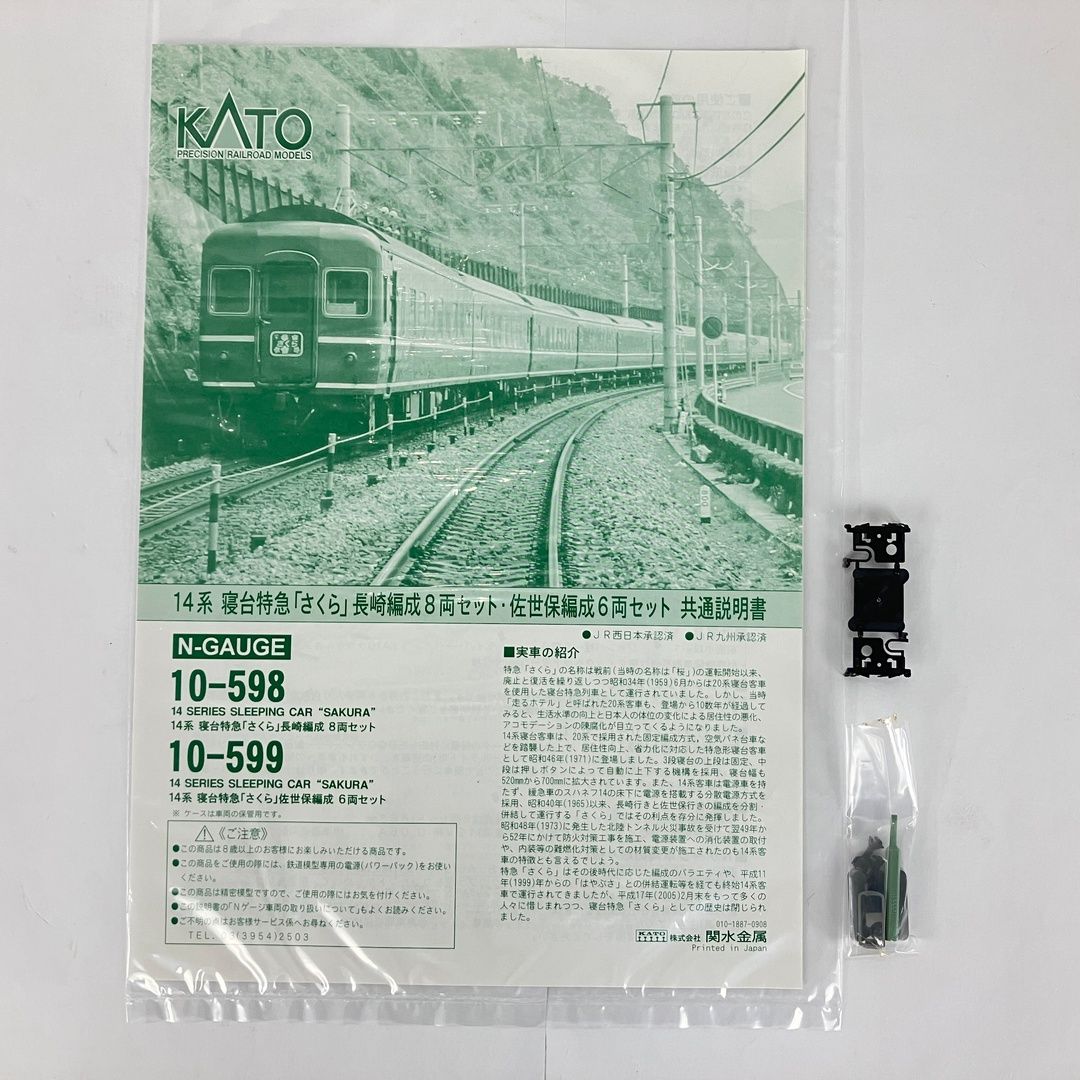 KATO
PRECISION RAILROAD MODELS
さくら
14系 寝台特急「さくら」長崎編成8両セット・佐世保編成6両セット 共通説明書
●JR西日本承認済 ●JR九州承認済
N-GAUGE
10-598
14 SERIES SLEEPING CAR “SAKURA”
14系 寝台特急「さくら」長崎編成 8両セット
10-599
14 SERIES SLEEPING CAR “SAKURA”
14系 寝台特急「さくら」佐世保編成 6両セット
※ ケースは車両の保管用です。
⚠《ご注意》
●この商品は8歳以上のお客様にお楽しみいただける商品です。
●この商品をご使用の際には、鉄道模型専用の電源(パワーパック)をお使い
ください。
●この商品は精密模型ですので、ご使用の際にはお気を付けください。
●この説明書の「Nゲージ車両の取り扱いについて」もよくお読みください。
●ご不明の点はお客様サービス係へお尋ねください。
TEL.03(3954)2503
■実車の紹介
特急「さくら」の名称は戦前(当時の名称は「桜」)の運転開始以来、
廃止と復活を繰り返しつつ昭和34年(1959)6月からは20系寝台客車
を使用した寝台特急列車として運行されていました。しかし、当時
「走るホテル」と呼ばれた20系客車も、登場から10数年が経過して
みると、生活水準の向上と日本人の体位の変化による居住性の悪化、
アコモデーションの陳腐化が目立ってくるようになりました。
14系寝台客車は、20系で採用された固定編成方式，空気バネ台車な
どを踏襲した上で、居住性向上、省力化に対応した特急形寝台客車
として昭和46年(1971)に登場しました。3段寝台の上段は固定、中
段は押しボタンによって自動に上下する機構を採用、寝台幅も
520mmから700mmに拡大されています。また、14系客車は電源車を持
たず、緩急車のスハネフ14の床下に電源を搭載する分散電源方式を
採用、昭和40年(1965)以来、長崎行きと佐世保行きの編成を分割・
併結して運行する「さくら」ではその利点を存分に発揮しました。
昭和48年(1973)に発生した北陸トンネル火災事故を受けて翌49年から
52年にかけて防火対策工事を施工、電源装置への消化装置の取付
や、内装等の難燃化対策としての材質変更が施工されたのも14系客
車の特徴とも言えるでしょう。
特急「さくら」はその後時代に応じた編成のバラエティや、平成11
年(1999)年からの「はやぶさ」との併結運転等を経ても終始14系客
車で運行されてきましたが、平成17年(2005)2月末をもって多くの
人々に惜しまれつつ、寝台特急「さくら」としての歴史は閉じられ
ました。
010-1887-0908
KATO 株式会社 関水金属
Printed in Japan